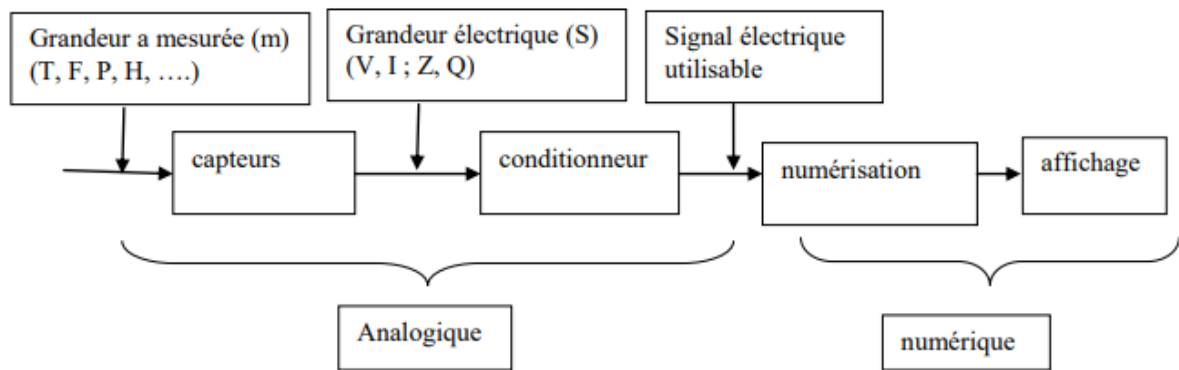 Grandeur a mesurée (m)
(T, F, P, H, ….)
Grandeur électrique (S)
(V, I ; Z, Q)
Signal électrique
utilisable
capteurs
conditionneur
numérisation
affichage
Analogique
numérique